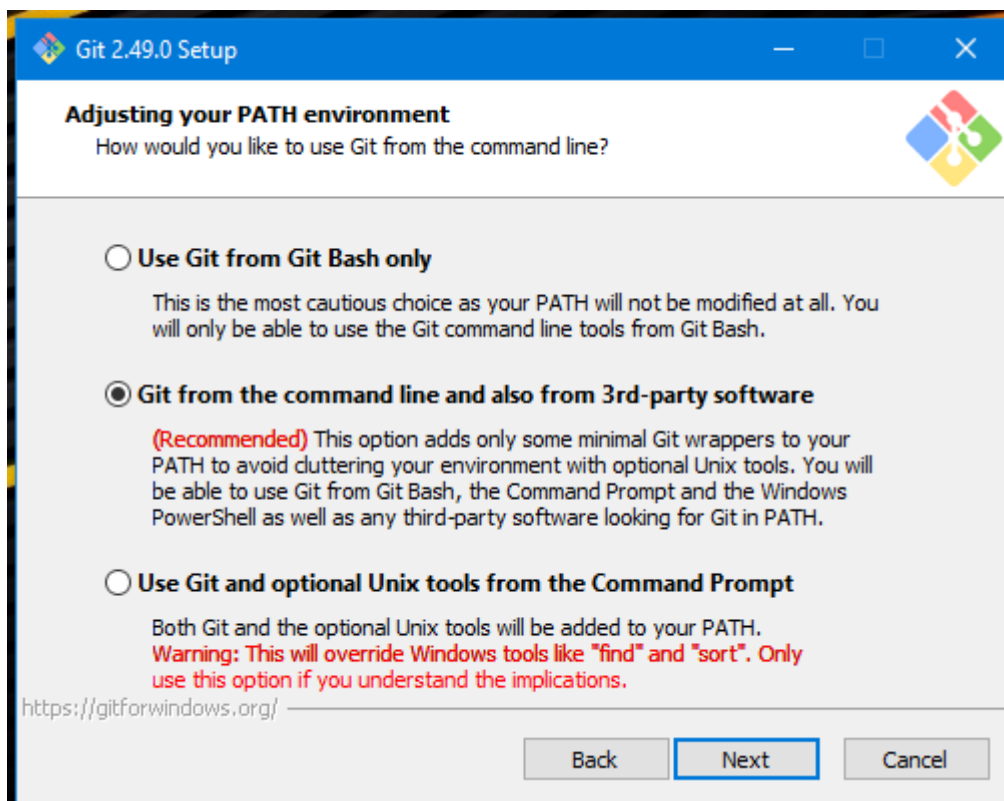 Git 2.49.0 Setup
Adjusting your PATH environment
How would you like to use Git from the command line?
Use Git from Git Bash only
This is the most cautious choice as your PATH will not be modified at all. You
will only be able to use the Git command line tools from Git Bash.
Git from the command line and also from 3rd-party software
(Recommended) This option adds only some minimal Git wrappers to your
PATH to avoid cluttering your environment with optional Unix tools. You will
be able to use Git from Git Bash, the Command Prompt and the Windows
PowerShell as well as any third-party software looking for Git in PATH.
Use Git and optional Unix tools from the Command Prompt
Both Git and the optional Unix tools will be added to your PATH.
Warning: This will override Windows tools like "find" and "sort". Only
use this option if you understand the implications.
https://gitforwindows.org/
Back Next Cancel